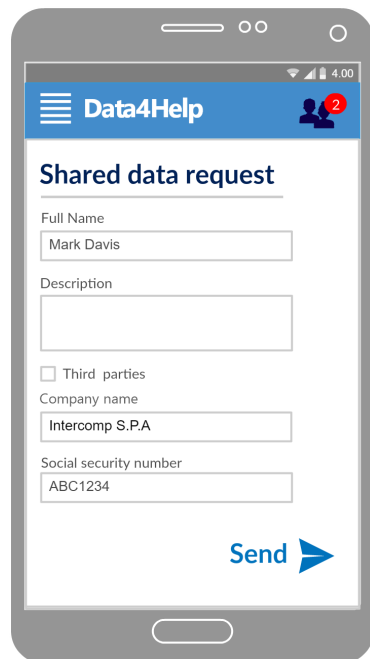 4.00
Data4Help
2
Shared data request
Full Name
Mark Davis
Description
Third parties
Company name
Intercomp S.P.A
Social security number
ABC1234
Send